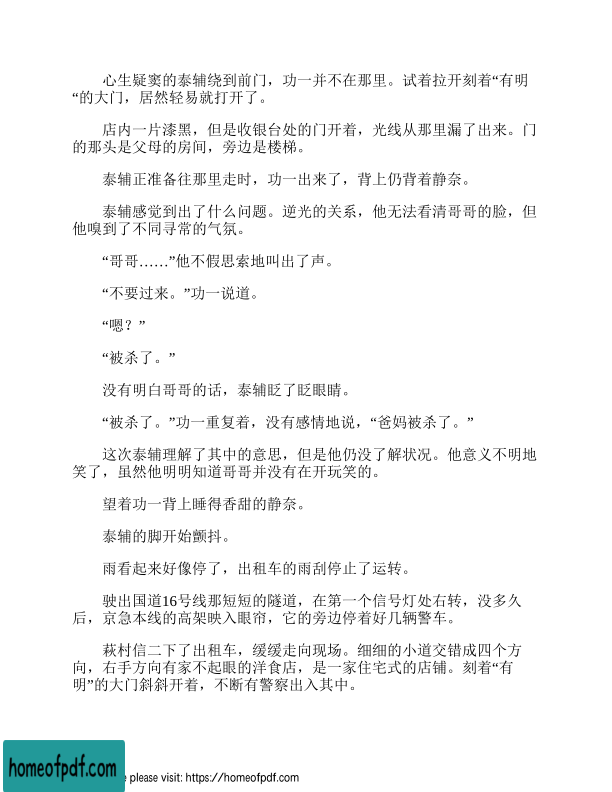 心生疑窦的泰辅绕到前门，功一并不在那里。试着拉开刻着“有明
“的大门，居然轻易就打开了。
店内一片漆黑，但是收银台处的门开着，光线从那里漏了出来。门
的那头是父母的房间，旁边是楼梯。
泰辅正准备往那里走时，功一出来了，背上仍背着静奈。
泰辅感觉到出了什么问题。逆光的关系，他无法看清哥哥的脸，但
他嗅到了不同寻常的气氛。
“哥哥……”他不假思索地叫出了声。
“不要过来。”功一说道。
“嗯？”
“被杀了。”
没有明白哥哥的话，泰辅眨了眨眼睛。
“被杀了。”功一重复着，没有感情地说，“爸妈被杀了。”
这次泰辅理解了其中的意思，但是他仍没了解状况。他意义不明地
笑了，虽然他明明知道哥哥并没有在开玩笑的。
望着功一背上睡得香甜的静奈。
泰辅的脚开始颤抖。
雨看起来好像停了，出租车的雨刮停止了运转。
驶出国道16号线那短短的隧道，在第一个信号灯处右转，没多久
后，京急本线的高架映入眼帘，它的旁边停着好几辆警车。
萩村信二下了出租车，缓缓走向现场。细细的小道交错成四个方
向，右手方向有家不起眼的洋食店，是一家住宅式的店铺。刻着“有
明”的大门斜斜开着，不断有警察出入其中。
homeofpdf.com
e please visit: https://homeofpdf.com